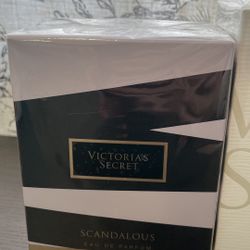 VICTORIA'S
SECRET
SCANDALOUS
EAU DE PARFUM